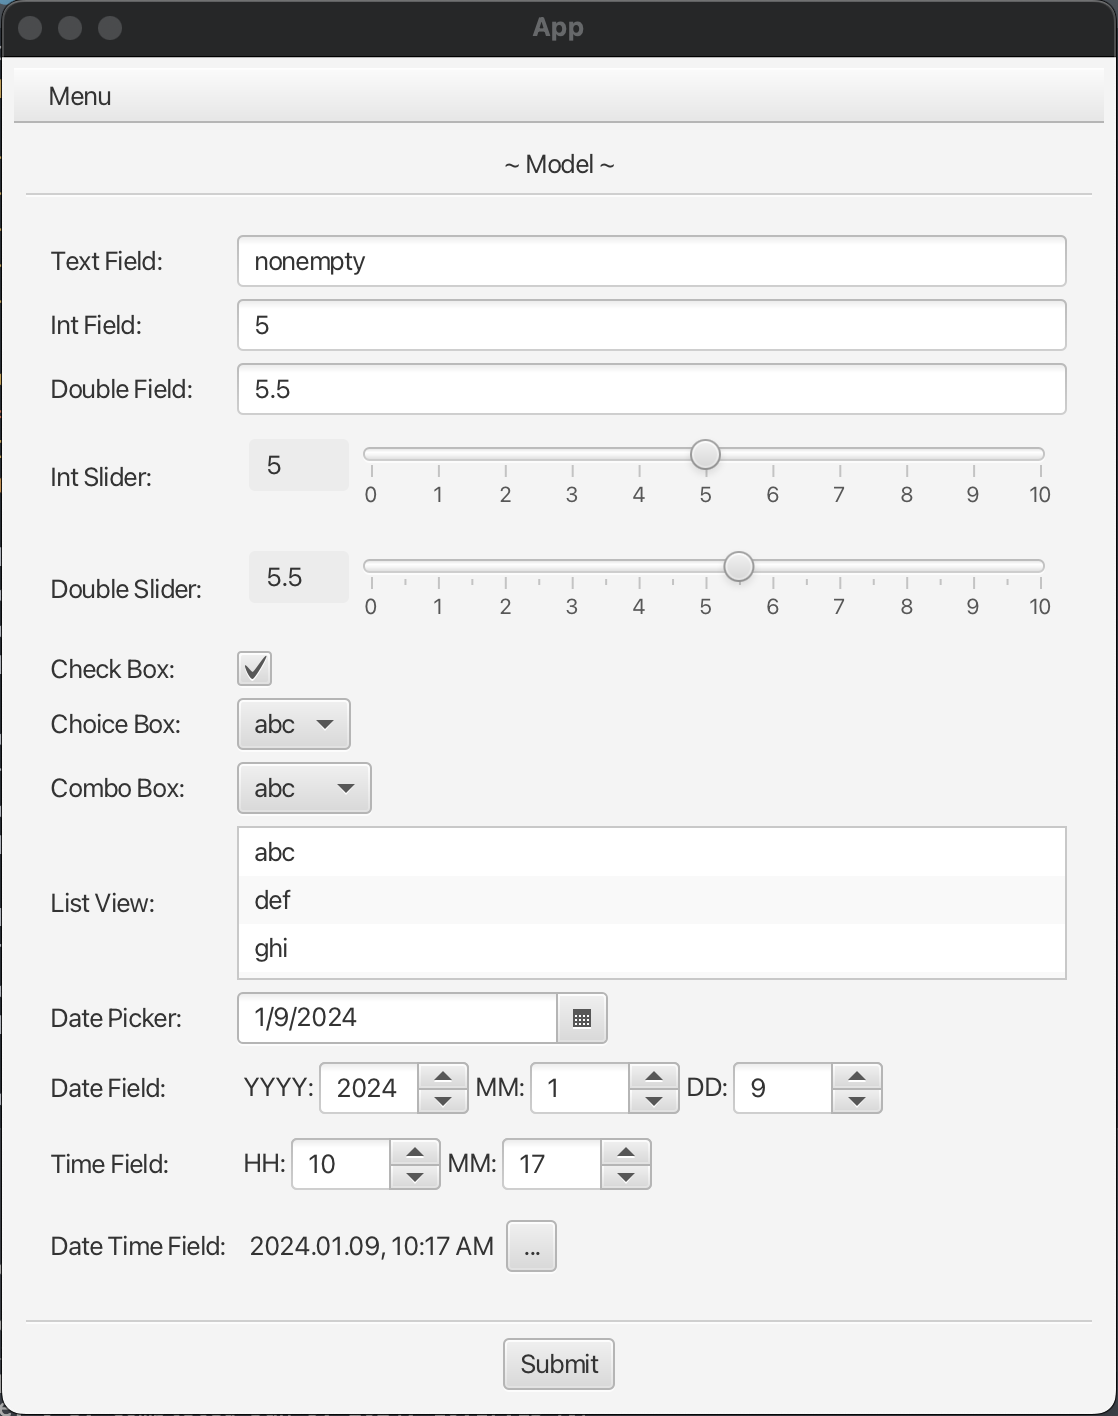 App
Menu
~ Model ~
Text Field: nonempty
Int Field: 5
Double Field: 5.5
Int Slider: 5
0 1 2 3 4 5 6 7 8 9 10
Double Slider: 5.5
0 1 2 3 4 5 6 7 8 9 10
Check Box:
Choice Box: abc
Combo Box: abc
List View:
abc
def
ghi
Date Picker: 1/9/2024
Date Field: YYYY: 2024 MM: 1 DD: 9
Time Field: HH: 10 MM: 17
Date Time Field: 2024.01.09, 10:17 AM ...
Submit